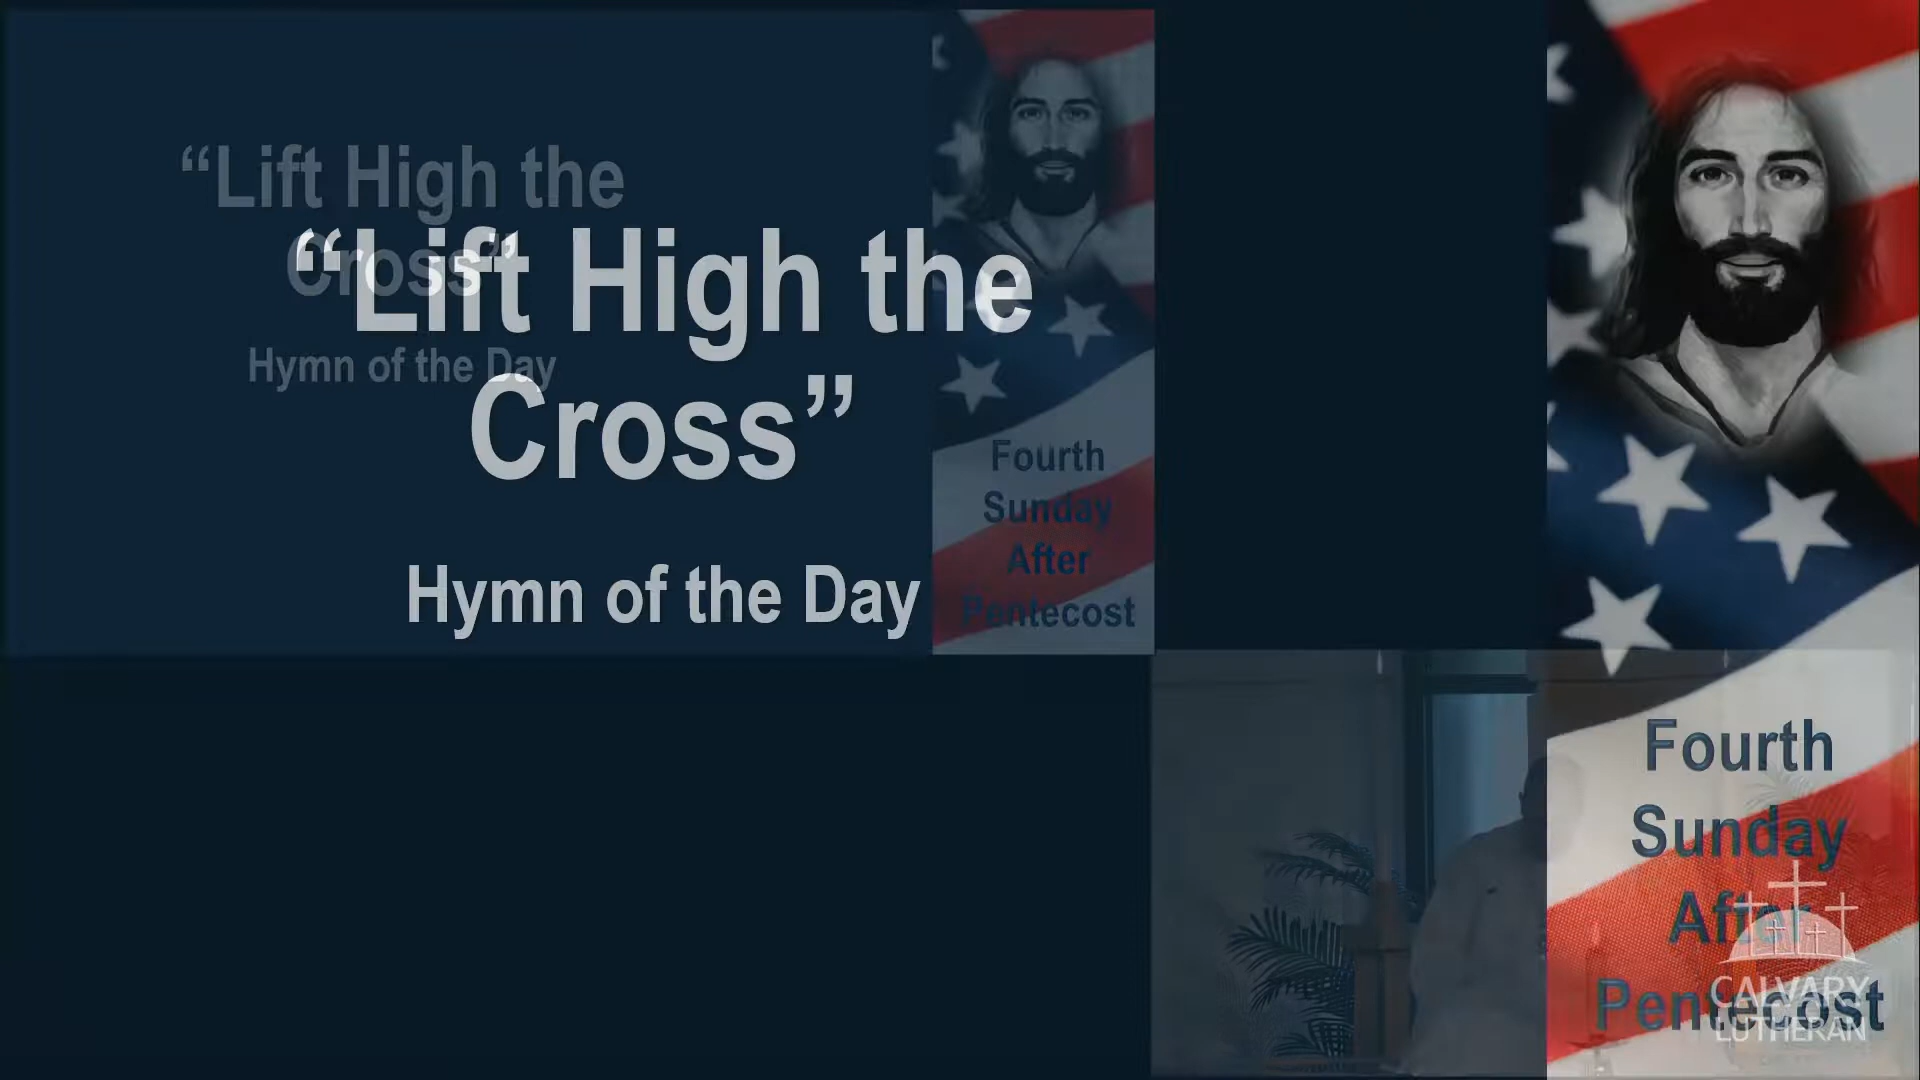 “Lift High the
Cross”
Hymn of the Day
“Lift High the
Cross”
Hymn of the Day
Fourth
Sunday
After
Pentecost
Fourth
Sunday
After
Pentecost
CALVARY
LUTHERAN